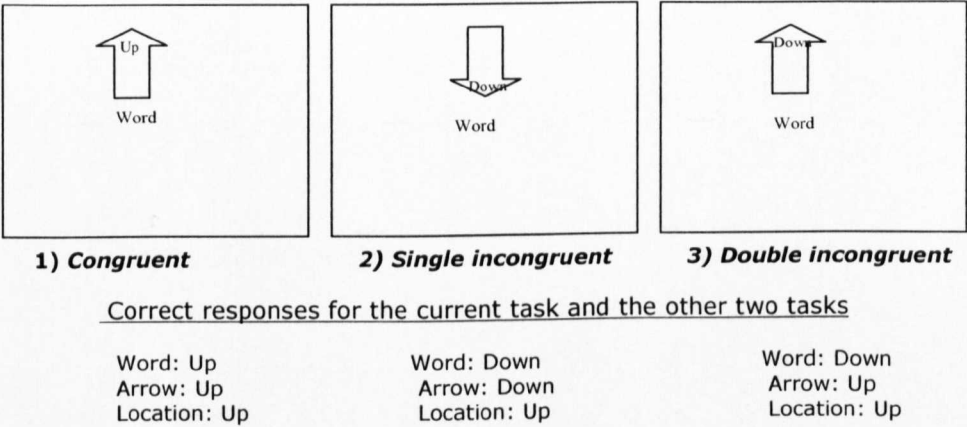 Up
Word
Down
Word
Down
Word
1) Congruent
2) Single incongruent
3) Double incongruent
Correct responses for the current task and the other two tasks
Word: Up
Arrow: Up
Location: Up
Word: Down
Arrow: Down
Location: Up
Word: Down
Arrow: Up
Location: Up